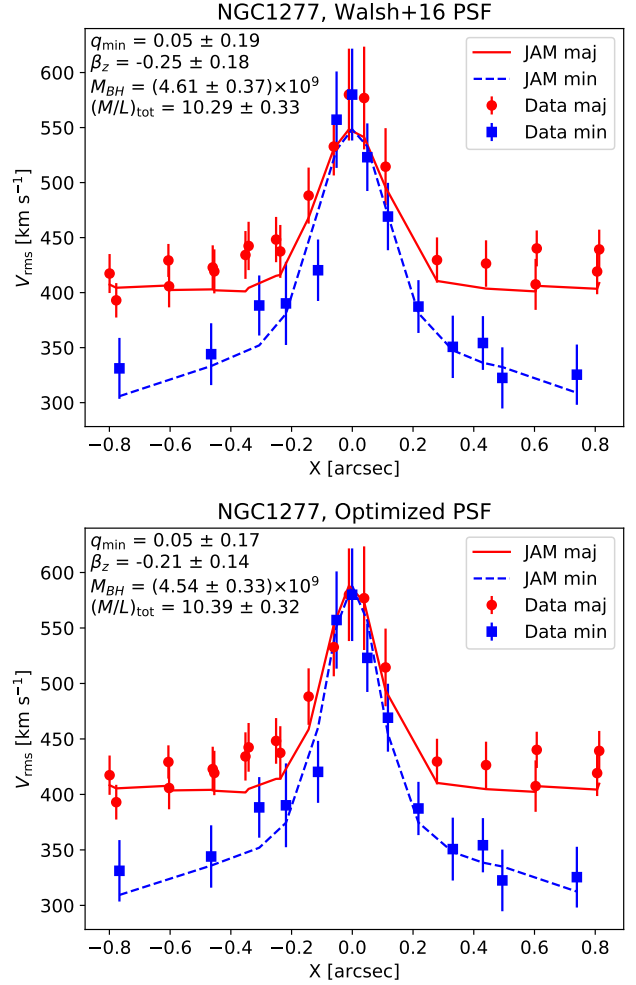 NGC1277, Walsh+16 PSF
q_min = 0.05 ± 0.19
β_z = -0.25 ± 0.18
M_BH = (4.61 ± 0.37)×10^9
(M/L)_tot = 10.29 ± 0.33
JAM maj
JAM min
Data maj
Data min
V_rms [km s^−1]
600
550
500
450
400
350
300
−0.8 −0.6 −0.4 −0.2 0.0 0.2 0.4 0.6 0.8
X [arcsec]
NGC1277, Optimized PSF
q_min = 0.05 ± 0.17
β_z = -0.21 ± 0.14
M_BH = (4.54 ± 0.33)×10^9
(M/L)_tot = 10.39 ± 0.32
JAM maj
JAM min
Data maj
Data min
V_rms [km s^−1]
600
550
500
450
400
350
300
−0.8 −0.6 −0.4 −0.2 0.0 0.2 0.4 0.6 0.8
X [arcsec]